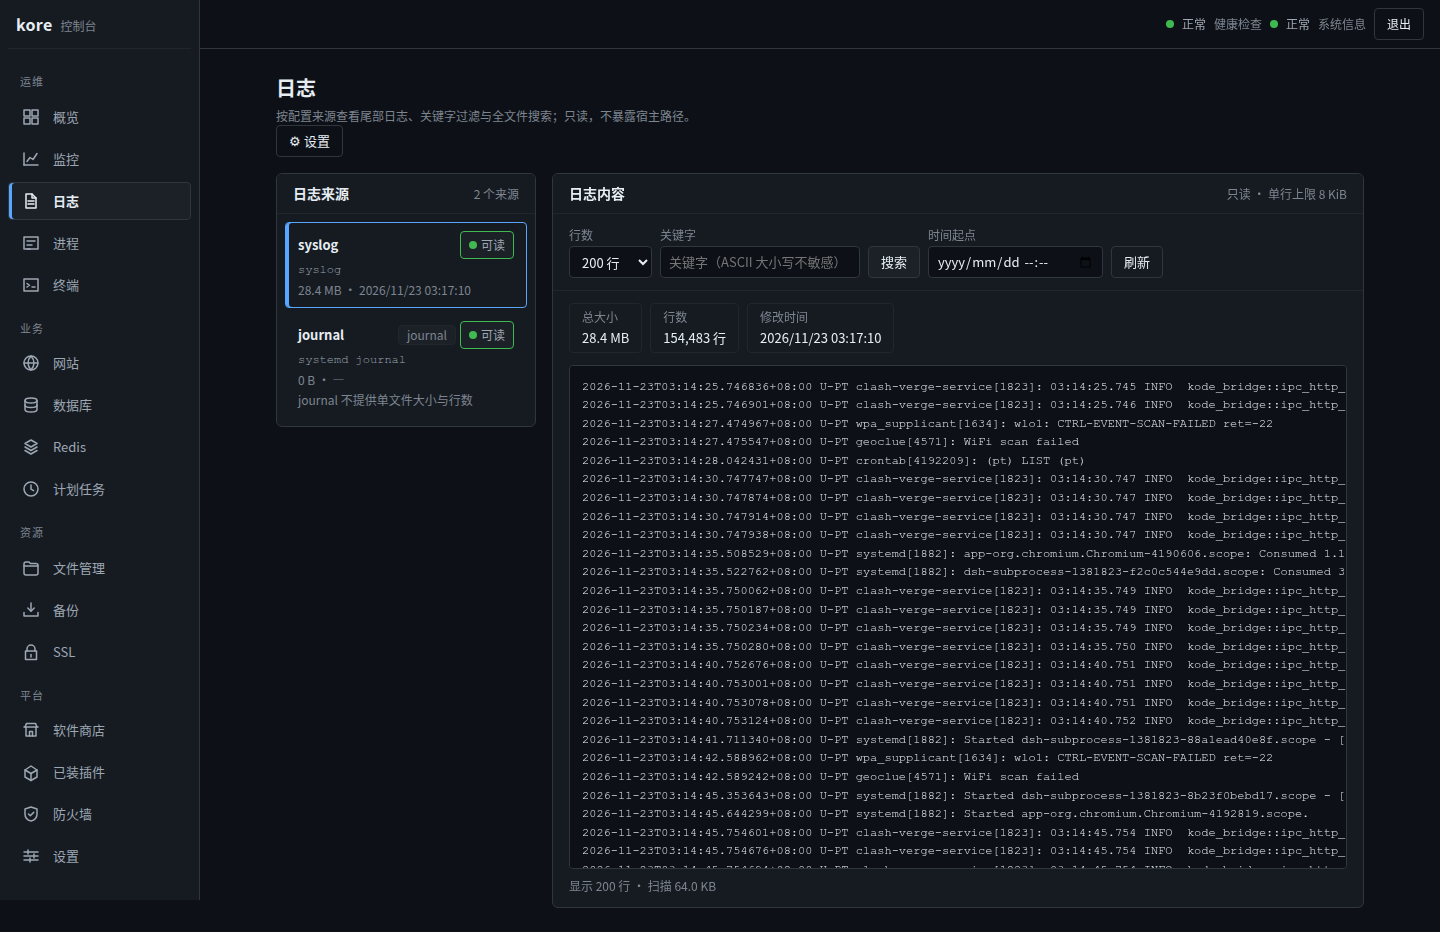 kore 控制台
正常 健康检查 正常 系统信息 退出
运维
概览
监控
日志
进程
终端
业务
网站
数据库
Redis
计划任务
资源
文件管理
备份
SSL
平台
软件商店
已装插件
防火墙
设置
日志
按配置来源查看尾部日志、关键字过滤与全文件搜索；只读，不暴露宿主路径。
⚙ 设置
日志来源 2 个来源
syslog 可读
syslog
28.4 MB · 2026/11/23 03:17:10
journal journal 可读
systemd journal
0 B · —
journal 不提供单文件大小与行数
日志内容 只读 · 单行上限 8 KiB
行数 关键字 时间起点
200 行 关键字（ASCII 大小写不敏感） 搜索 yyyy/mm/dd --:-- 刷新
总大小 行数 修改时间
28.4 MB 154,483 行 2026/11/23 03:17:10
2026-11-23T03:14:25.746836+08:00 U-PT clash-verge-service[1823]: 03:14:25.745 INFO  kode_bridge::ipc_http_
2026-11-23T03:14:25.746901+08:00 U-PT clash-verge-service[1823]: 03:14:25.746 INFO  kode_bridge::ipc_http_
2026-11-23T03:14:27.474967+08:00 U-PT wpa_supplicant[1634]: wlo1: CTRL-EVENT-SCAN-FAILED ret=-22
2026-11-23T03:14:27.475547+08:00 U-PT geoclue[4571]: WiFi scan failed
2026-11-23T03:14:28.042431+08:00 U-PT crontab[4192209]: (pt) LIST (pt)
2026-11-23T03:14:30.747747+08:00 U-PT clash-verge-service[1823]: 03:14:30.747 INFO  kode_bridge::ipc_http_
2026-11-23T03:14:30.747874+08:00 U-PT clash-verge-service[1823]: 03:14:30.747 INFO  kode_bridge::ipc_http_
2026-11-23T03:14:30.747914+08:00 U-PT clash-verge-service[1823]: 03:14:30.747 INFO  kode_bridge::ipc_http_
2026-11-23T03:14:30.747938+08:00 U-PT clash-verge-service[1823]: 03:14:30.747 INFO  kode_bridge::ipc_http_
2026-11-23T03:14:35.508529+08:00 U-PT systemd[1882]: app-org.chromium.Chromium-4190606.scope: Consumed 1.1
2026-11-23T03:14:35.522762+08:00 U-PT systemd[1882]: dsh-subprocess-1381823-f2c0c544e9dd.scope: Consumed 3
2026-11-23T03:14:35.750062+08:00 U-PT clash-verge-service[1823]: 03:14:35.749 INFO  kode_bridge::ipc_http_
2026-11-23T03:14:35.750187+08:00 U-PT clash-verge-service[1823]: 03:14:35.749 INFO  kode_bridge::ipc_http_
2026-11-23T03:14:35.750234+08:00 U-PT clash-verge-service[1823]: 03:14:35.749 INFO  kode_bridge::ipc_http_
2026-11-23T03:14:35.750280+08:00 U-PT clash-verge-service[1823]: 03:14:35.750 INFO  kode_bridge::ipc_http_
2026-11-23T03:14:40.752676+08:00 U-PT clash-verge-service[1823]: 03:14:40.751 INFO  kode_bridge::ipc_http_
2026-11-23T03:14:40.753001+08:00 U-PT clash-verge-service[1823]: 03:14:40.751 INFO  kode_bridge::ipc_http_
2026-11-23T03:14:40.753078+08:00 U-PT clash-verge-service[1823]: 03:14:40.751 INFO  kode_bridge::ipc_http_
2026-11-23T03:14:40.753124+08:00 U-PT clash-verge-service[1823]: 03:14:40.752 INFO  kode_bridge::ipc_http_
2026-11-23T03:14:41.711340+08:00 U-PT systemd[1882]: Started dsh-subprocess-1381823-88a1ead40e8f.scope - [
2026-11-23T03:14:42.588962+08:00 U-PT wpa_supplicant[1634]: wlo1: CTRL-EVENT-SCAN-FAILED ret=-22
2026-11-23T03:14:42.589242+08:00 U-PT geoclue[4571]: WiFi scan failed
2026-11-23T03:14:45.353643+08:00 U-PT systemd[1882]: Started dsh-subprocess-1381823-8b23f0bebd17.scope - [
2026-11-23T03:14:45.644299+08:00 U-PT systemd[1882]: Started app-org.chromium.Chromium-4192819.scope.
2026-11-23T03:14:45.754601+08:00 U-PT clash-verge-service[1823]: 03:14:45.754 INFO  kode_bridge::ipc_http_
2026-11-23T03:14:45.754676+08:00 U-PT clash-verge-service[1823]: 03:14:45.754 INFO  kode_bridge::ipc_http_
显示 200 行 · 扫描 64.0 KB